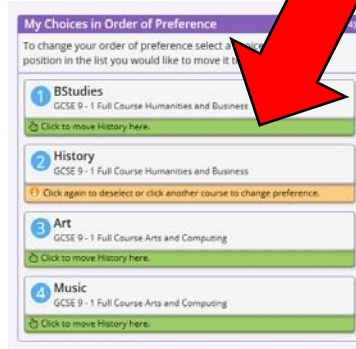 My Choices in Order of Preference
To change your order of preference select a
position in the list you would like to move it
1 BStudies
GCSE 9 - 1 Full Course Humanities and Business
Click to move History here.
2 History
GCSE 9 - 1 Full Course Humanities and Business
Click again to deselect or click another course to change preference.
3 Art
GCSE 9 - 1 Full Course Arts and Computing
Click to move History here.
4 Music
GCSE 9 - 1 Full Course Arts and Computing
Click to move History here.